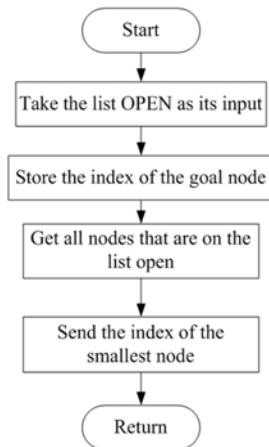 Start
Take the list OPEN as its input
Store the index of the goal node
Get all nodes that are on the
list open
Send the index of the
smallest node
Return